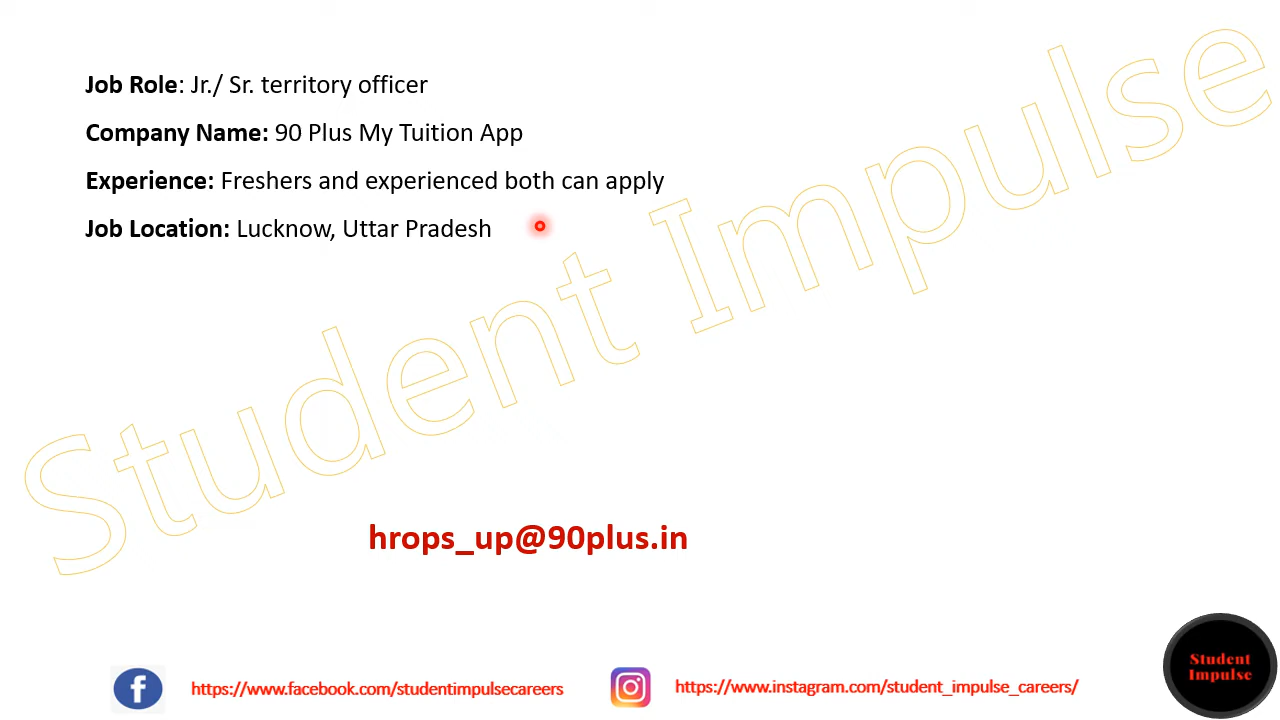 Job Role: Jr./ Sr. territory officer
Company Name: 90 Plus My Tuition App
Experience: Freshers and experienced both can apply
Job Location: Lucknow, Uttar Pradesh
Student Impulse
hrops_up@90plus.in
https://www.facebook.com/studentimpulsecareers
https://www.instagram.com/student_impulse_careers/
Student
Impulse